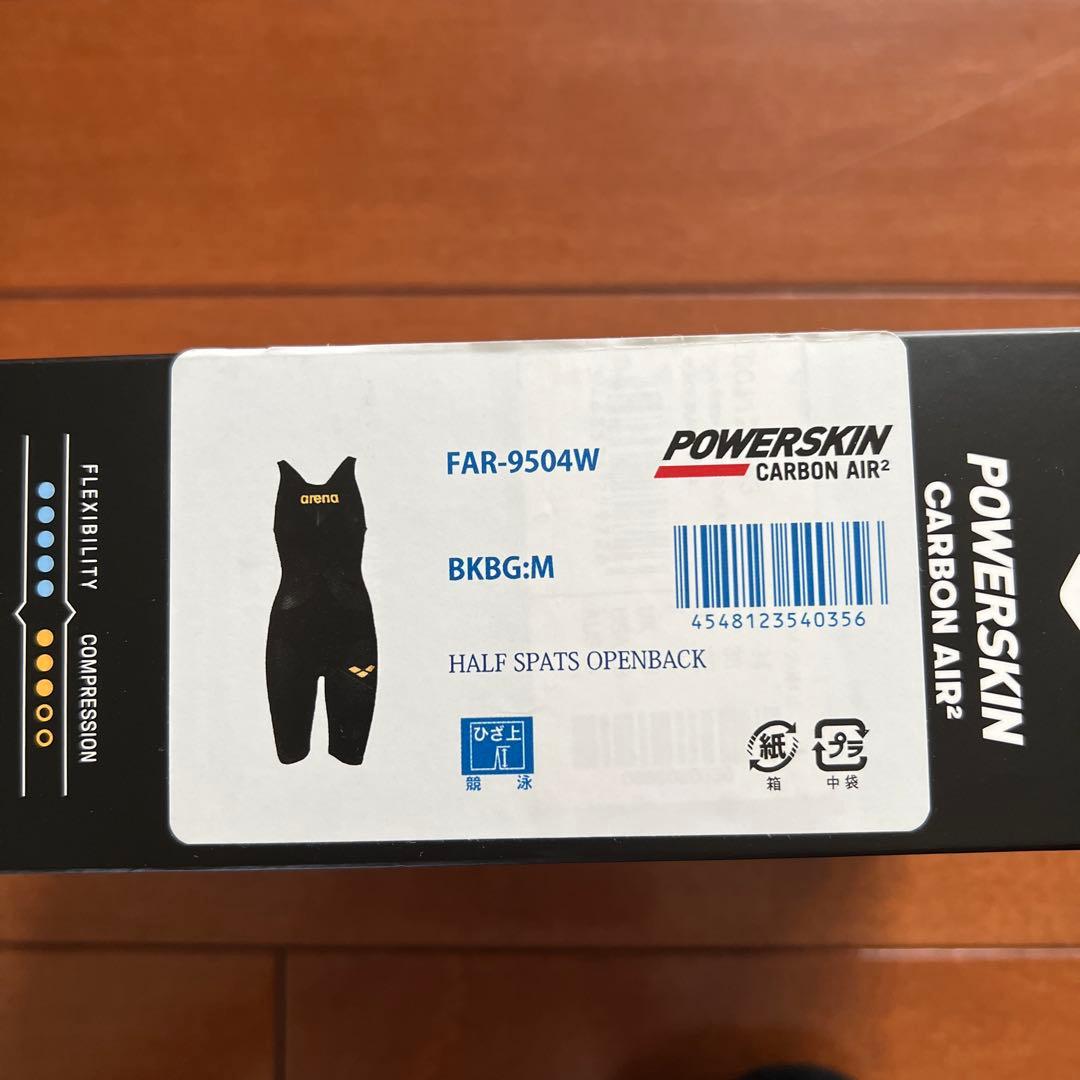 FLEXIBILITY
COMPRESSION
arena
FAR-9504W
POWERSKIN
CARBON AIR²
BKBG:M
4548123540356
HALF SPATS OPENBACK
ひざ上
競泳
紙
箱
プラ
中袋
POWERSKIN
CARBON AIR²